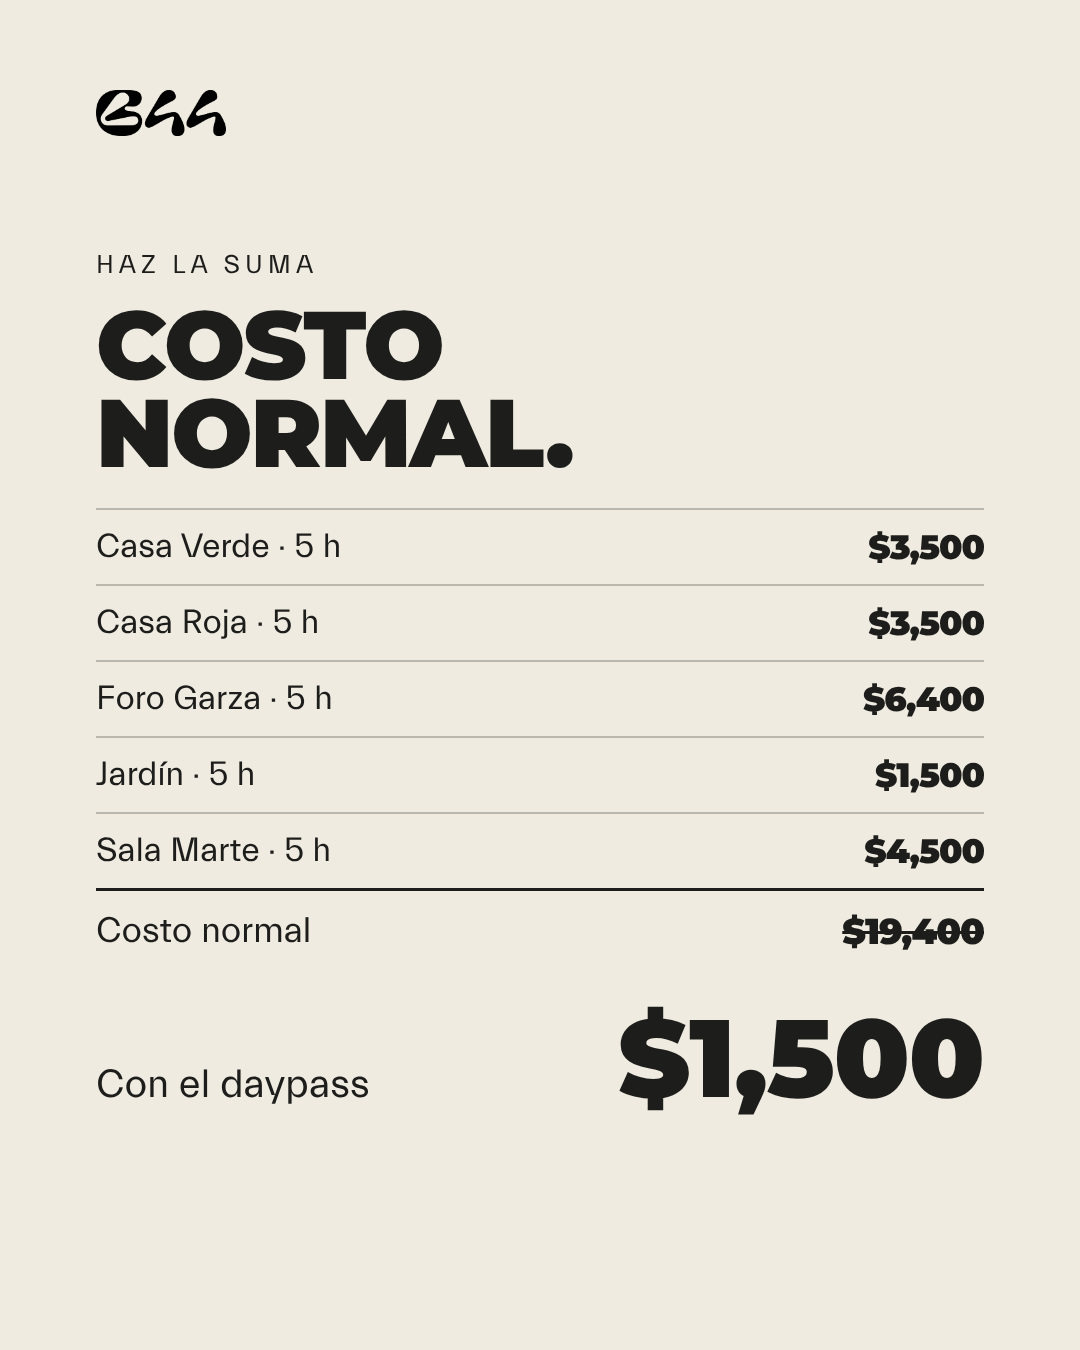 Bhh
HAZ LA SUMA
COSTO
NORMAL.
Casa Verde · 5 h $3,500
Casa Roja · 5 h $3,500
Foro Garza · 5 h $6,400
Jardín · 5 h $1,500
Sala Marte · 5 h $4,500
Costo normal $19,400
Con el daypass $1,500